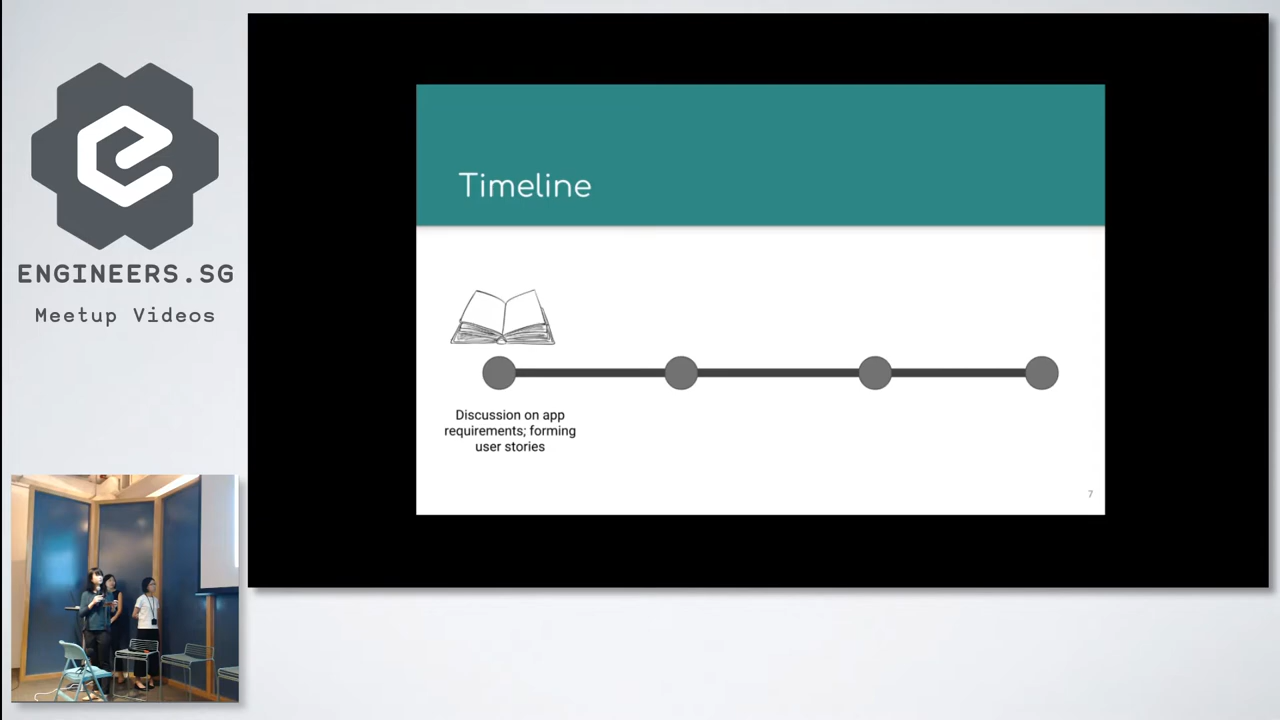 ENGINEERS.SG
Meetup Videos
Timeline
Discussion on app
requirements; forming
user stories
7